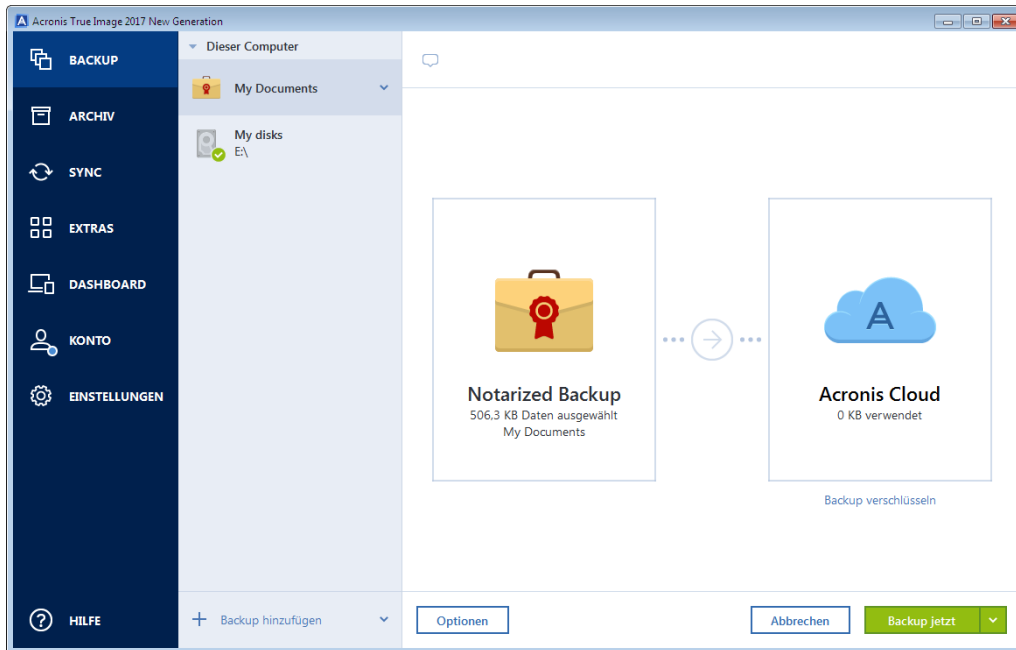 Acronis True Image 2017 New Generation
BACKUP
ARCHIV
SYNC
EXTRAS
DASHBOARD
KONTO
EINSTELLUNGEN
HILFE
Dieser Computer
My Documents
My disks
E:\
Backup hinzufügen
Notarized Backup
506,3 KB Daten ausgewählt
My Documents
Acronis Cloud
0 KB verwendet
Backup verschlüsseln
Optionen
Abbrechen
Backup jetzt